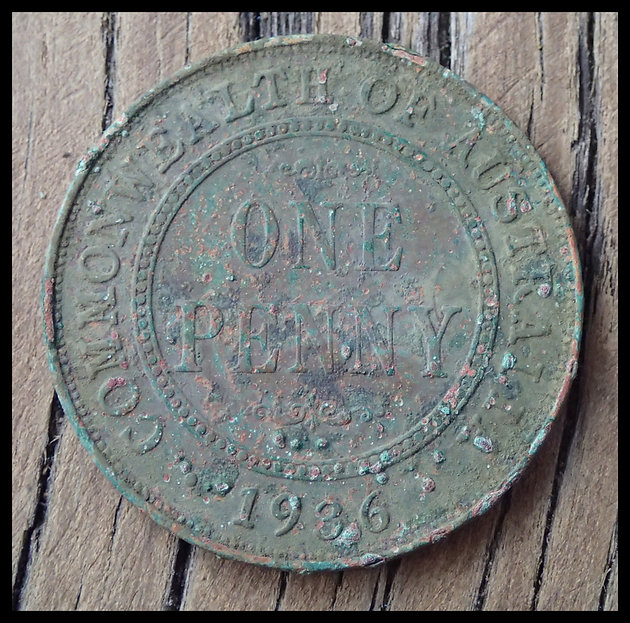 COMMONWEALTH OF AUSTRALIA
ONE
PENNY
1936